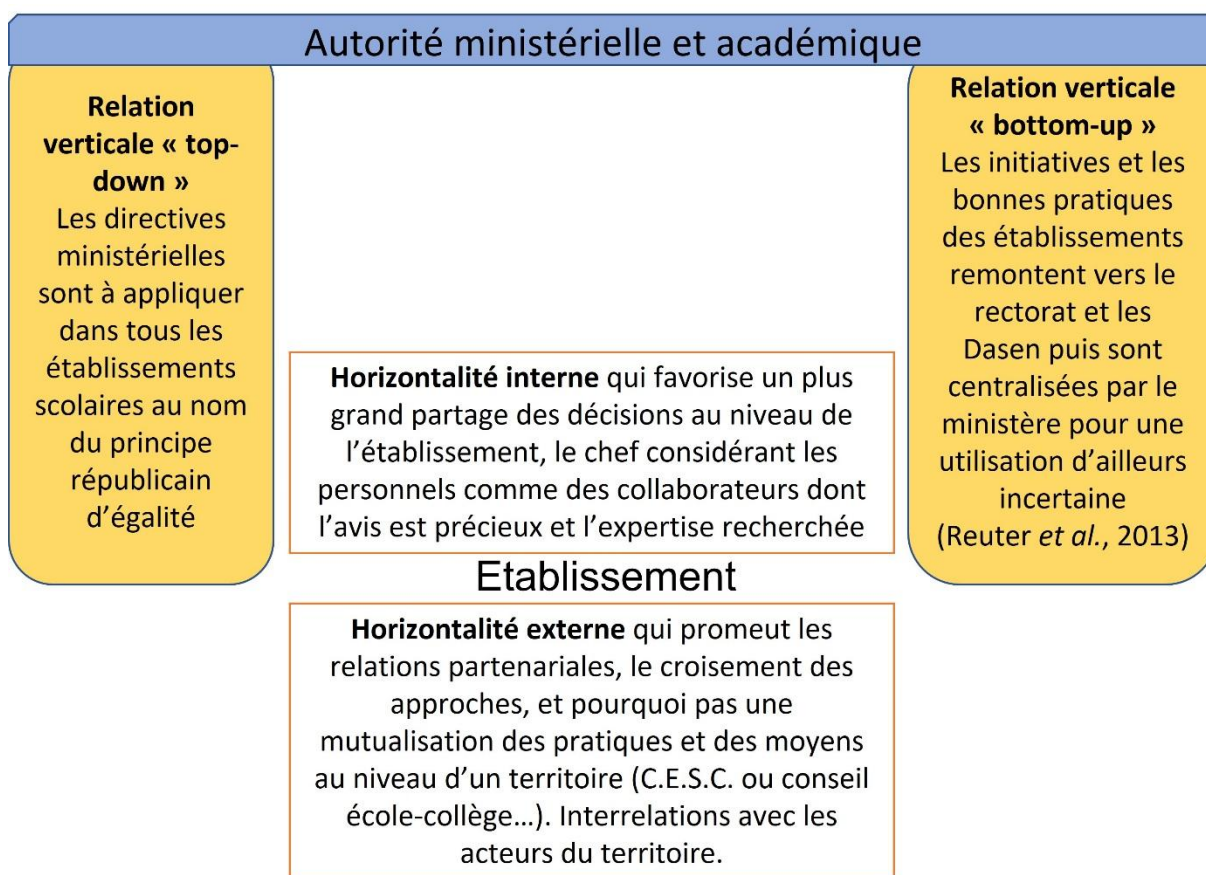 Autorité ministérielle et académique
Relation
verticale « top-
down »
Les directives
ministérielles
sont à appliquer
dans tous les
établissements
scolaires au nom
du principe
républicain
d’égalité
Horizontalité interne qui favorise un plus
grand partage des décisions au niveau de
l’établissement, le chef considérant les
personnels comme des collaborateurs dont
l’avis est précieux et l’expertise recherchée
Etablissement
Horizontalité externe qui promeut les
relations partenariales, le croisement des
approches, et pourquoi pas une
mutualisation des pratiques et des moyens
au niveau d’un territoire (C.E.S.C. ou conseil
école-collège…). Interrelations avec les
acteurs du territoire.
Relation verticale
« bottom-up »
Les initiatives et les
bonnes pratiques
des établissements
remontent vers le
rectorat et les
Dasen puis sont
centralisées par le
ministère pour une
utilisation d’ailleurs
incertaine
(Reuter et al., 2013)